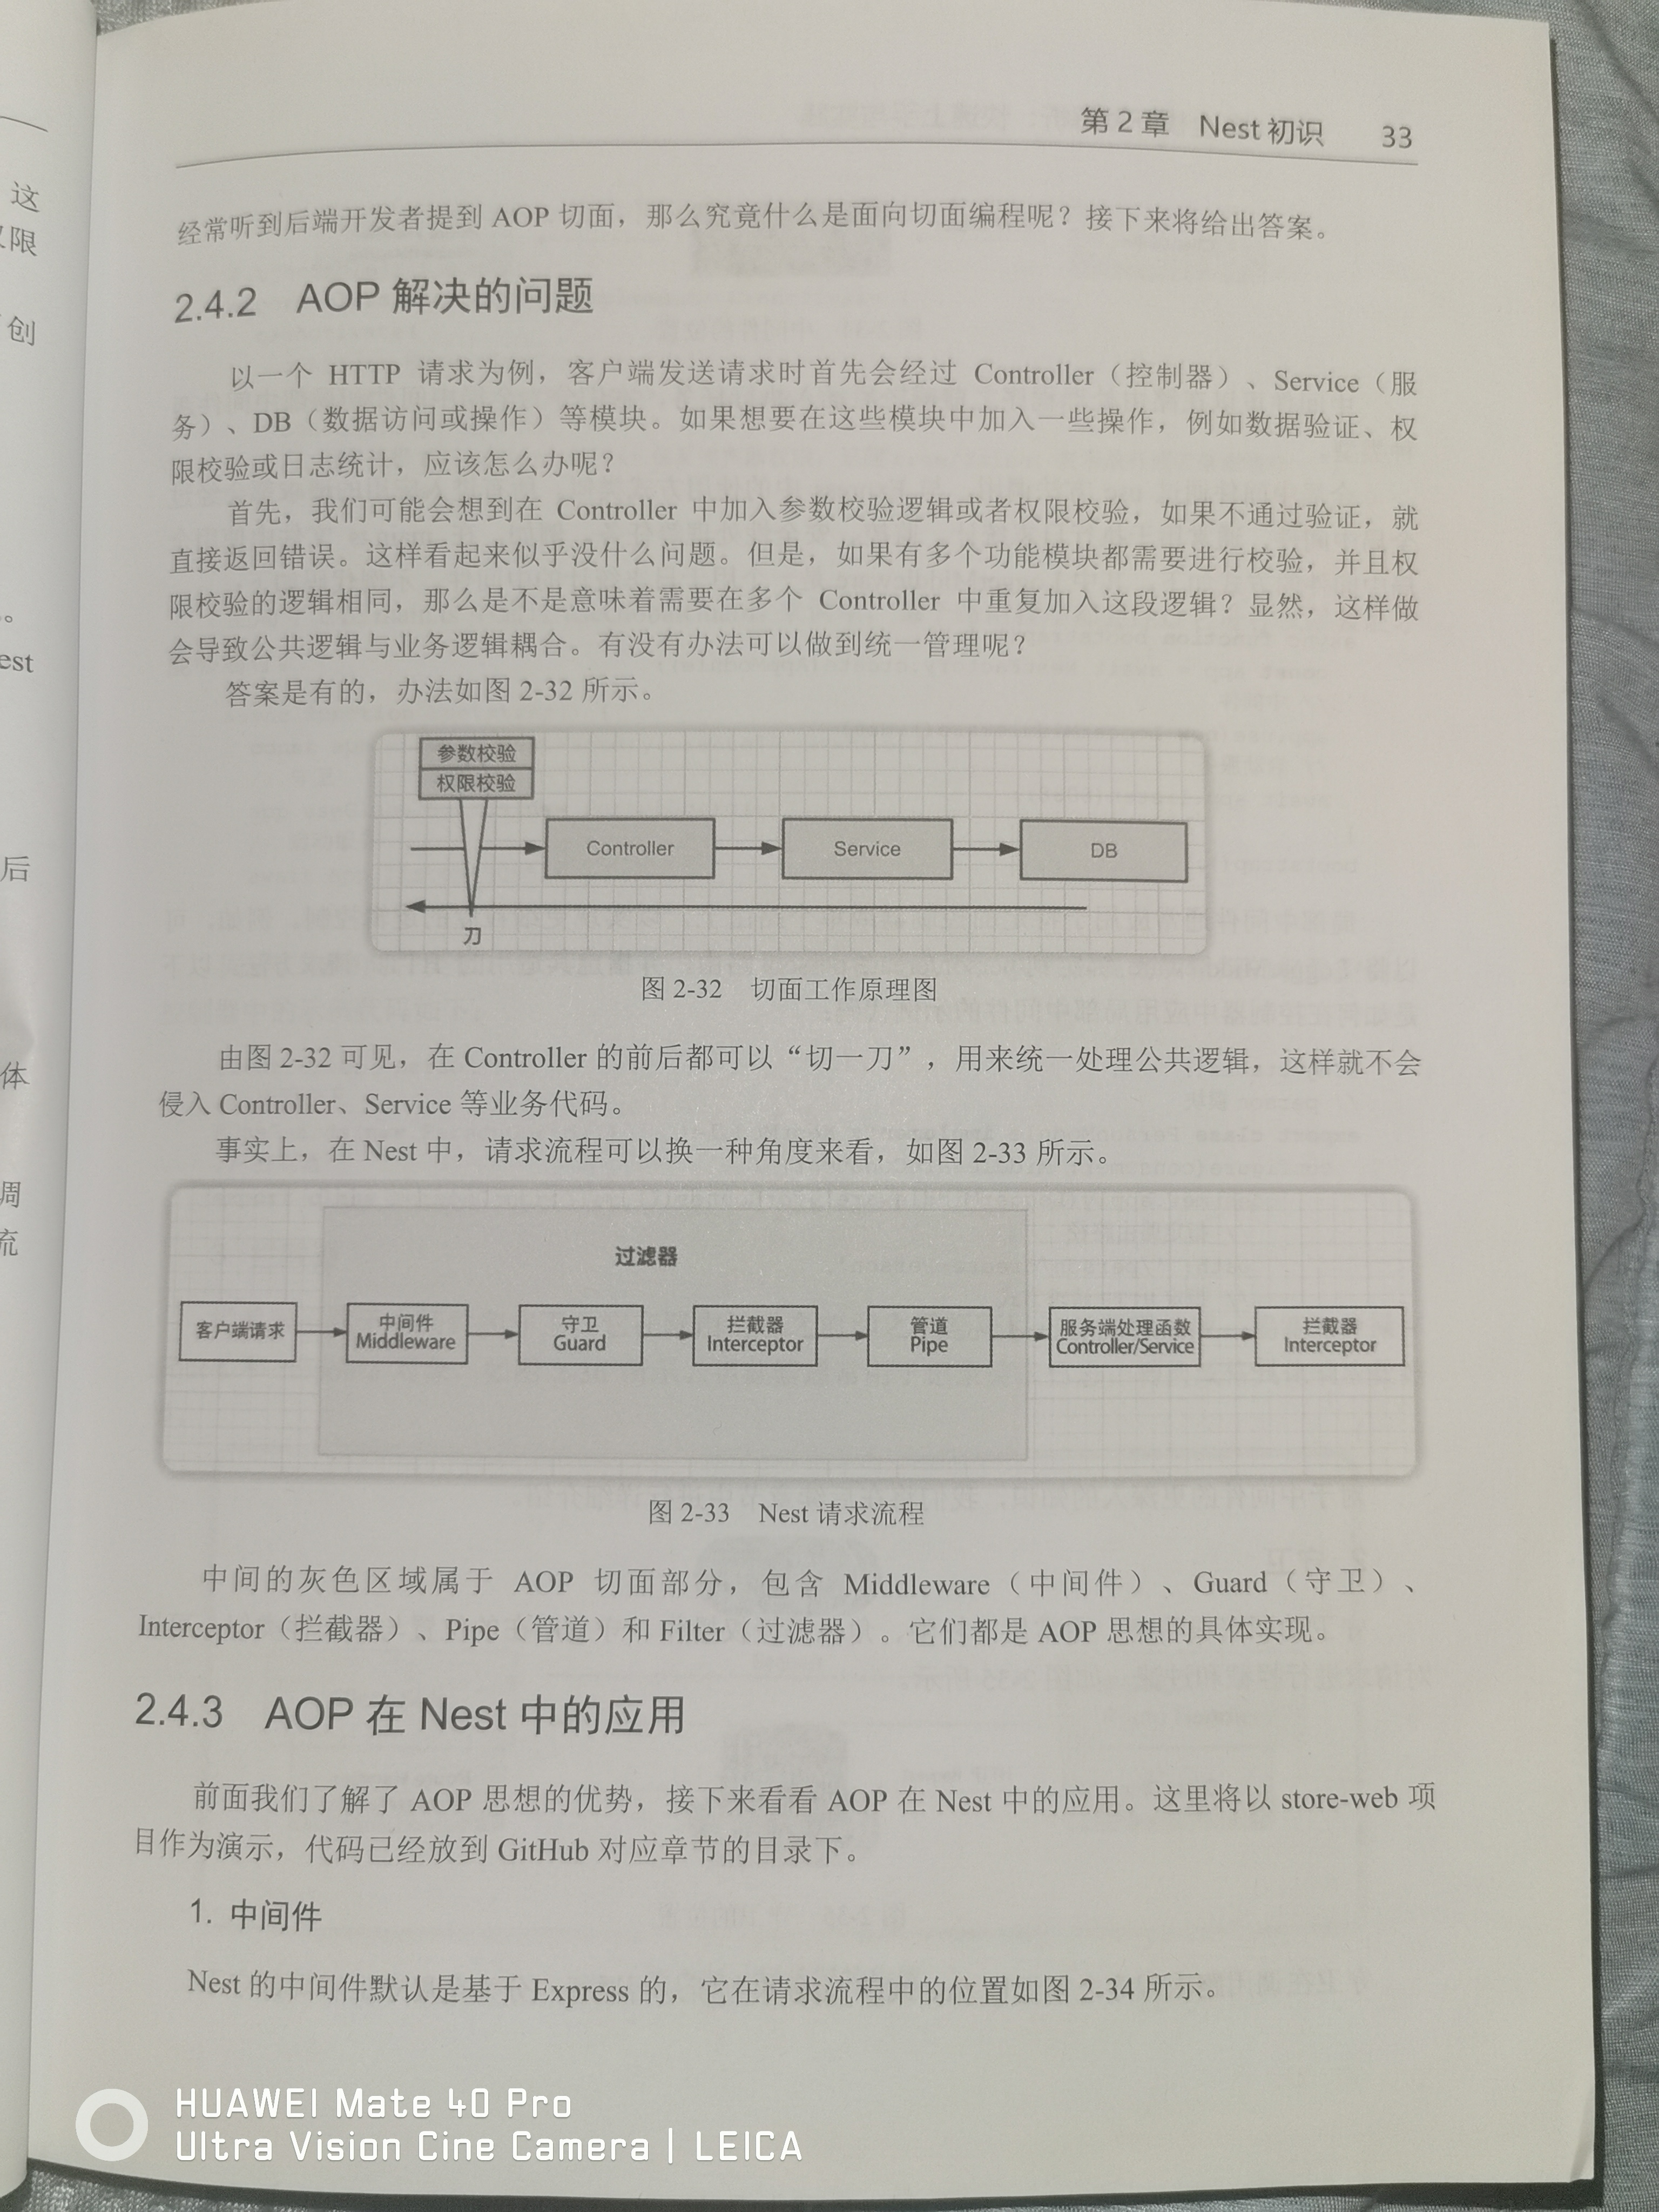 第2章 Nest初识 33
经常听到后端开发者提到 AOP 切面，那么究竟什么是面向切面编程呢？接下来将给出答案。
2.4.2 AOP 解决的问题
以一个 HTTP 请求为例，客户端发送请求时首先会经过 Controller（控制器）、Service（服
务）、DB（数据访问或操作）等模块。如果想要在这些模块中加入一些操作，例如数据验证、权
限校验或日志统计，应该怎么办呢？
首先，我们可能会想到在 Controller 中加入参数校验逻辑或者权限校验，如果不通过验证，就
直接返回错误。这样看起来似乎没什么问题。但是，如果有多个功能模块都需要进行校验，并且权
限校验的逻辑相同，那么是不是意味着需要在多个 Controller 中重复加入这段逻辑？显然，这样做
会导致公共逻辑与业务逻辑耦合。有没有办法可以做到统一管理呢？
答案是有的，办法如图 2-32 所示。
参数校验
权限校验
Controller
Service
DB
刀
图 2-32 切面工作原理图
由图 2-32 可见，在 Controller 的前后都可以“切一刀”，用来统一处理公共逻辑，这样就不会
侵入 Controller、Service 等业务代码。
事实上，在 Nest 中，请求流程可以换一种角度来看，如图 2-33 所示。
过滤器
客户端请求
中间件
Middleware
守卫
Guard
拦截器
Interceptor
管道
Pipe
服务端处理函数
Controller/Service
拦截器
Interceptor
图 2-33 Nest 请求流程
中间的灰色区域属于 AOP 切面部分，包含 Middleware（中间件）、Guard（守卫）、
Interceptor（拦截器）、Pipe（管道）和 Filter（过滤器）。它们都是 AOP 思想的具体实现。
2.4.3 AOP 在 Nest 中的应用
前面我们了解了 AOP 思想的优势，接下来看看 AOP 在 Nest 中的应用。这里将以 store-web 项
目作为演示，代码已经放到 GitHub 对应章节的目录下。
1. 中间件
Nest 的中间件默认是基于 Express 的，它在请求流程中的位置如图 2-34 所示。
这
限
创
est
后
体
调
流
HUAWEI Mate 40 Pro
Ultra Vision Cine Camera | LEICA